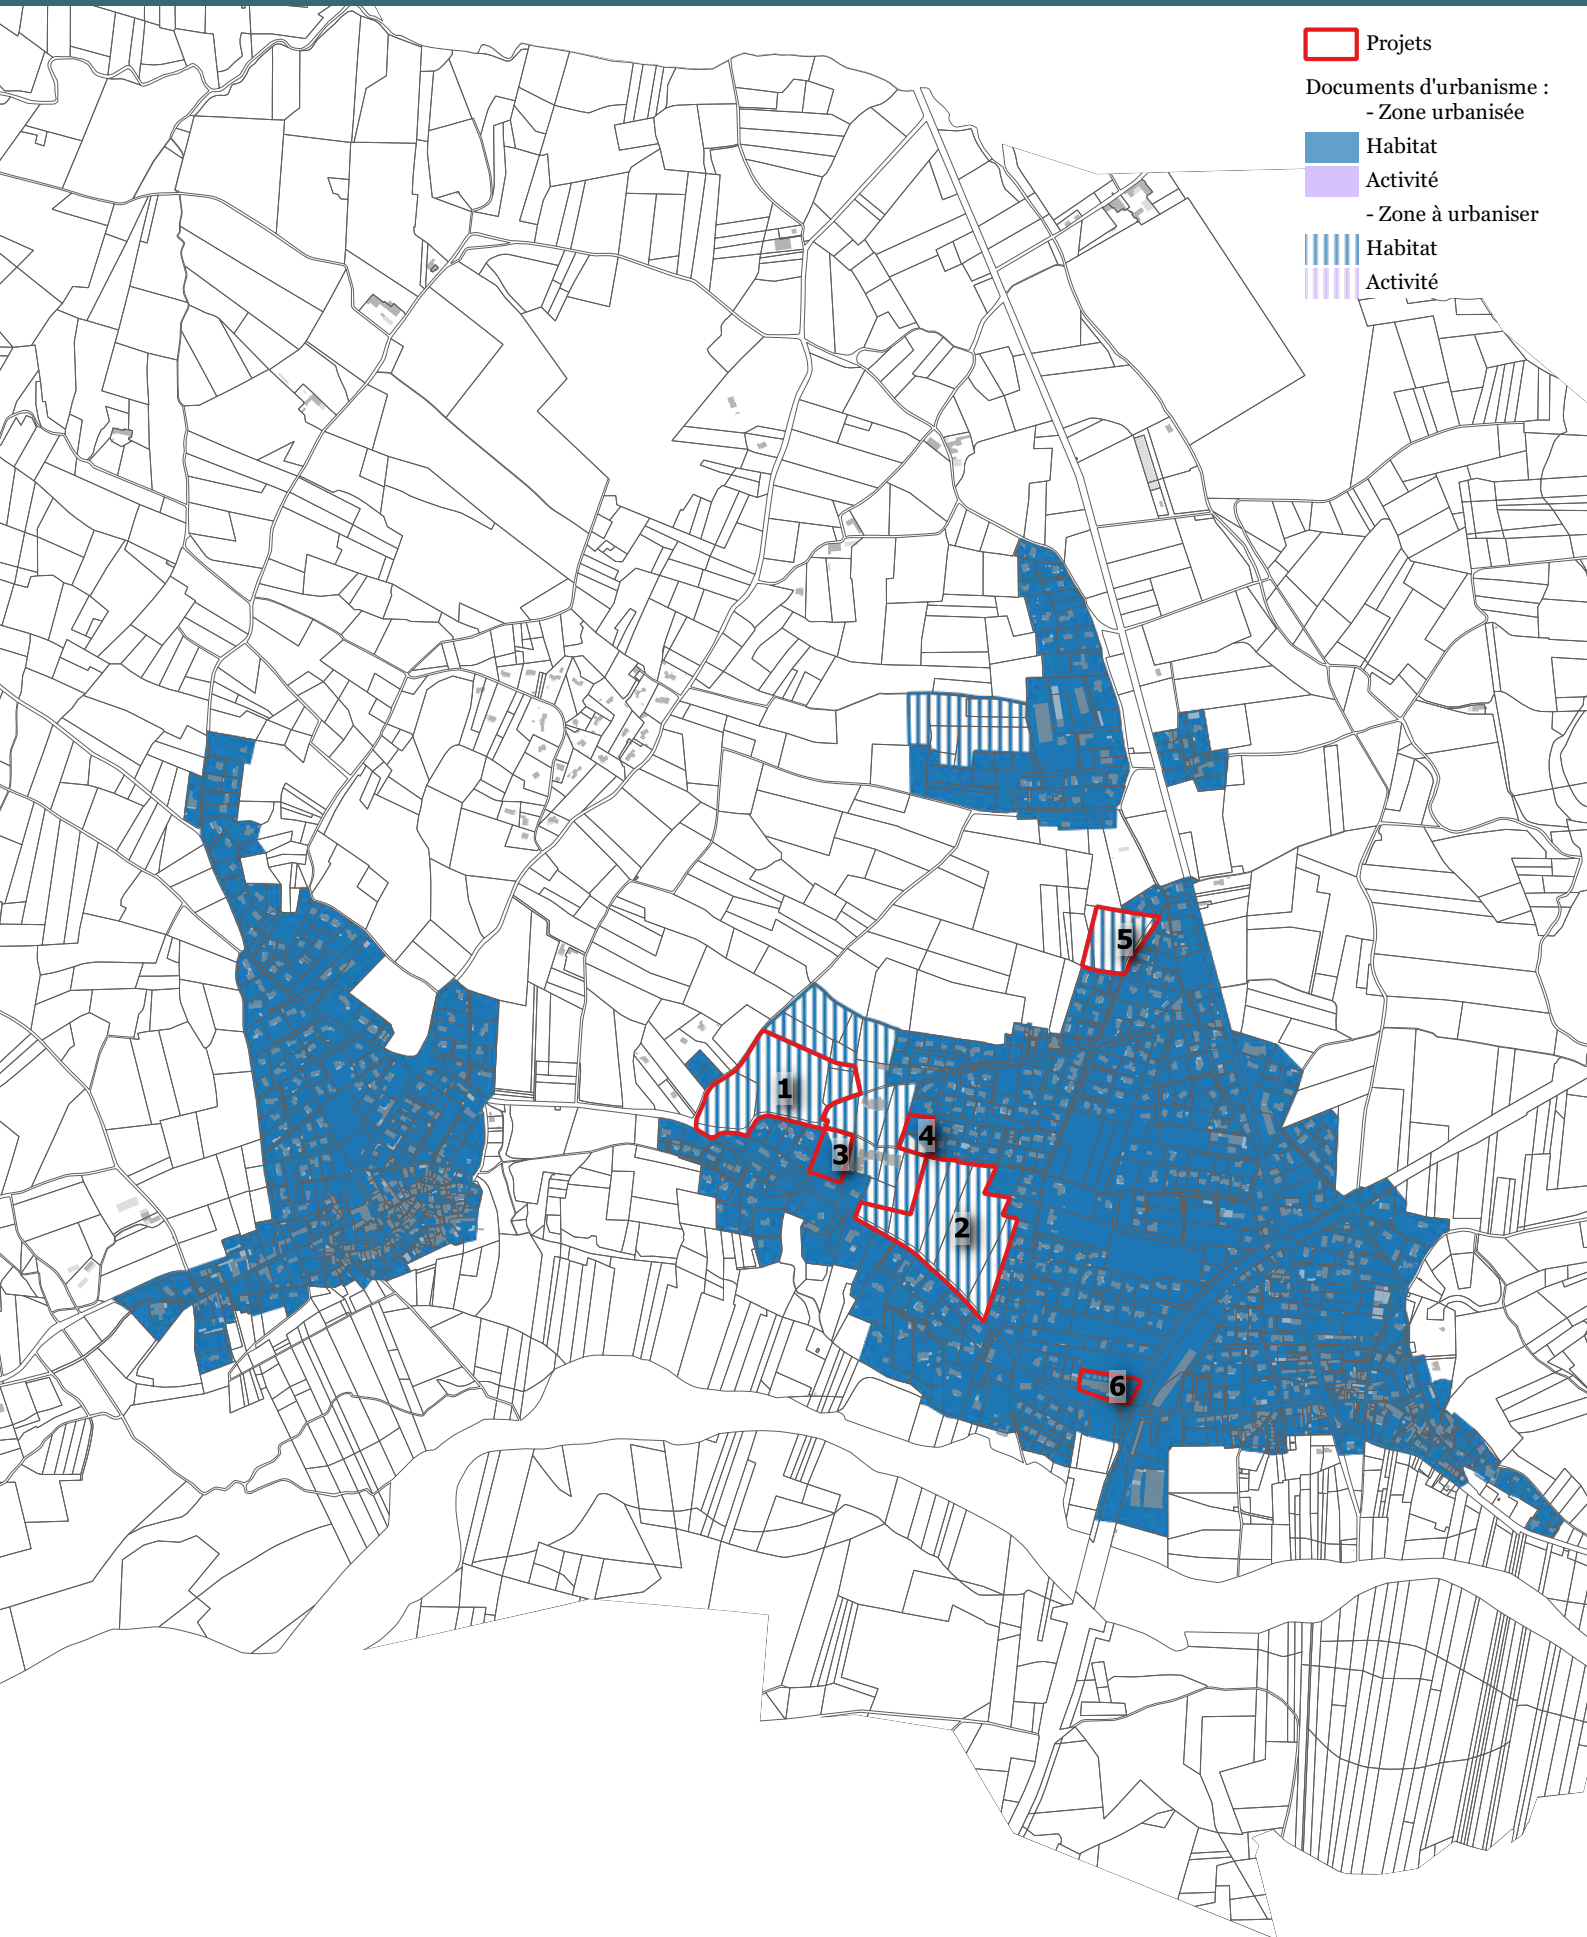 Projets
Documents d'urbanisme :
- Zone urbanisée
Habitat
Activité
- Zone à urbaniser
Habitat
Activité
5
1
4
3
2
6